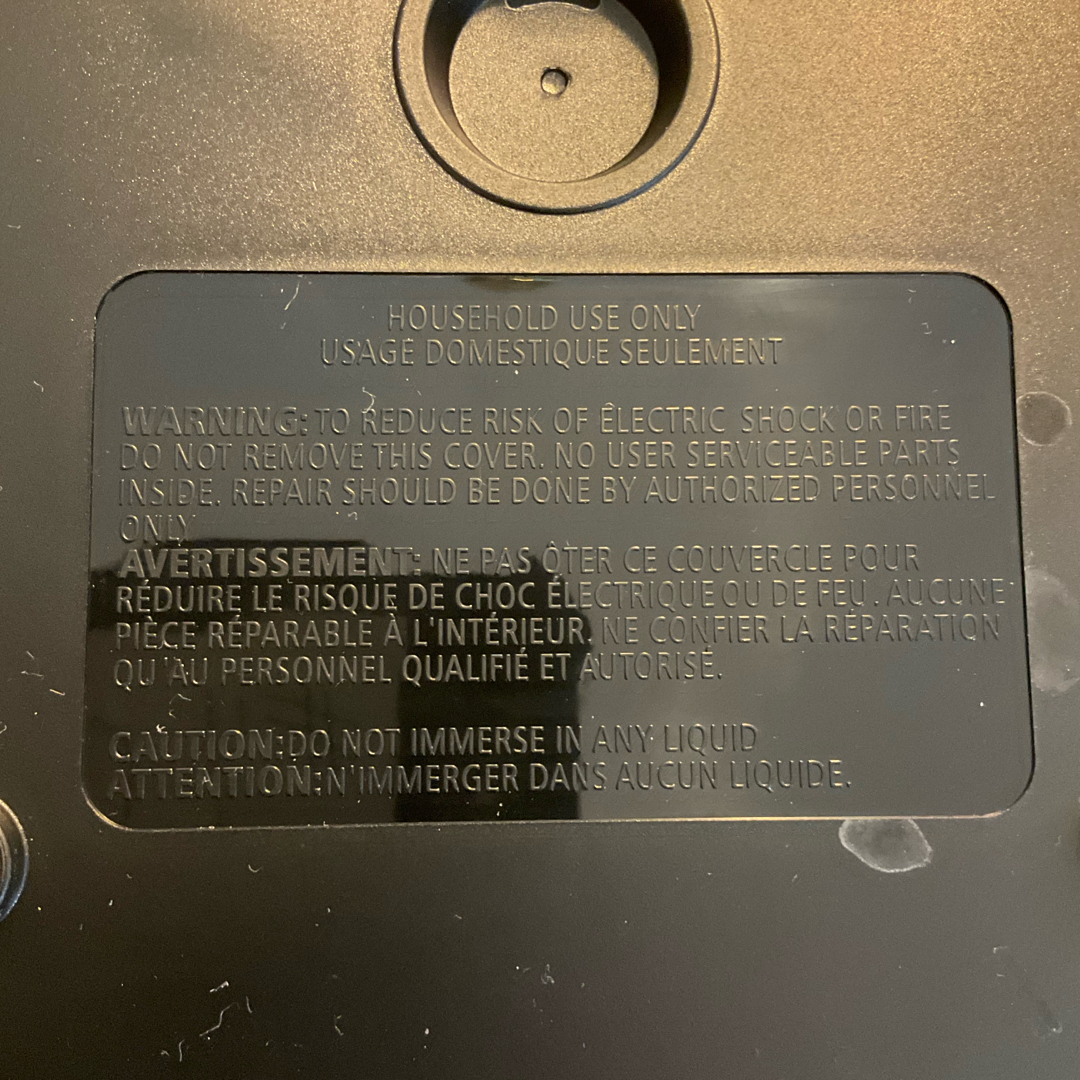 HOUSEHOLD USE ONLY
USAGE DOMESTIQUE SEULEMENT
WARNING: TO REDUCE RISK OF ÊLECTRIC SHOCK OR FIRE
DO NOT REMOVE THIS COVER. NO USER SERVICEABLE PARTS
INSIDE. REPAIR SHOULD BE DONE BY AUTHORIZED PERSONNEL
ONLY
AVERTISSEMENT: NE PAS ÔTER CE COUVERCLE POUR
RÉDUIRE LE RISQUE DE CHOC ÉLECTRIQUE OU DE FEU. AUCUNE
PIÈCE RÉPARABLE À L'INTÉRIEUR. NE CONFIER LA RÉPARATION
QU'AU PERSONNEL QUALIFIÉ ET AUTORISÉ.
CAUTION: DO NOT IMMERSE IN ANY LIQUID
ATTENTION: N'IMMERGER DANS AUCUN LIQUIDE.